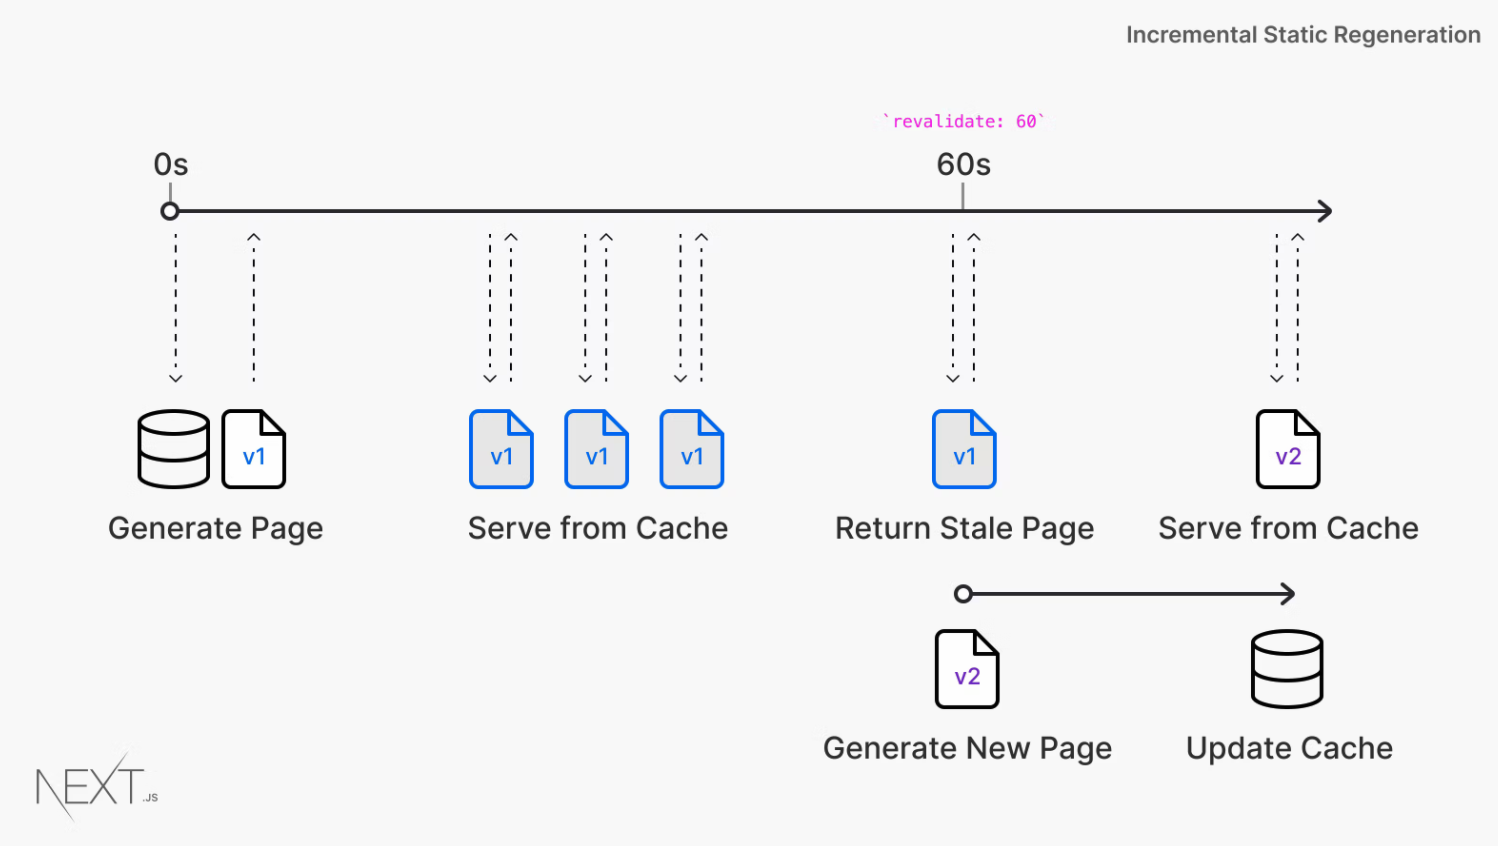 Incremental Static Regeneration
`revalidate: 60`
0s
60s
v1
v1
v1
v1
v1
v2
Generate Page
Serve from Cache
Return Stale Page
Serve from Cache
v2
Generate New Page
Update Cache
NEXT.JS